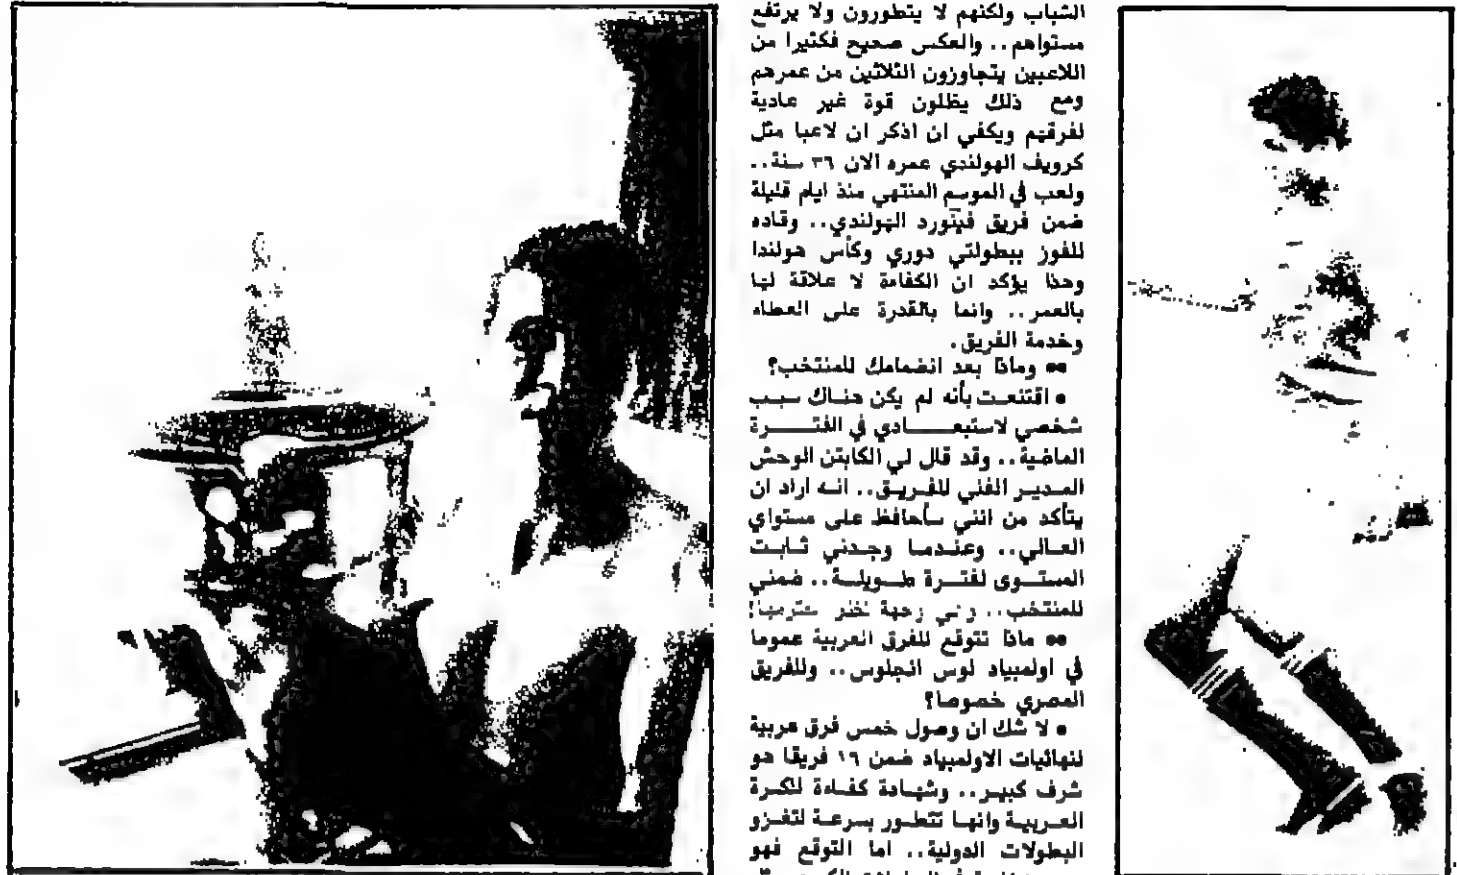 الشباب ولكنهم لا يتطورون ولا يرتفع
مستواهم.. والعكس صحيح فكثيرا من
اللاعبين يتجاوزون الثلاثين من عمرهم
ومع ذلك يظلون قوة غير عادية
لفرقهم ويكفي ان اذكر ان لاعبا مثل
كرويف الهولندي عمره الان ٣٦ سنة..
ولعب في الموسم المنتهي منذ ايام قليلة
ضمن فريق فينورد الهولندي.. وقاده
للفوز ببطولتي دوري وكأس هولندا
وهذا يؤكد ان الكفاءة لا علاقة لها
بالعمر.. وانما بالقدرة على العطاء
وخدمة الفريق.
•• وماذا بعد انضمامك للمنتخب؟
• اقتنعت بأنه لم يكن هناك سبب
شخصي لاستبعادي في الفترة
الماضية.. وقد قال لي الكابتن الوحش
المدير الفني للفريق.. انه اراد ان
يتأكد من انني سأحافظ على مستواي
العالي.. وعندما وجدني ثابت
المستوى لفترة طويلة.. ضمني
للمنتخب.. وهي وجهة نظر
•• ماذا تتوقع للفرق العربية عموما
في اولمبياد لوس انجلوس.. وللفريق
المصري خصوصا؟
• لا شك ان وصول خمس فرق عربية
لنهائيات الاولمبياد ضمن ١٦ فريقا هو
شرف كبير.. وشهادة كفاءة للكرة
العربية وانها تتطور بسرعة لتغزو
البطولات الدولية.. اما التوقع فهو